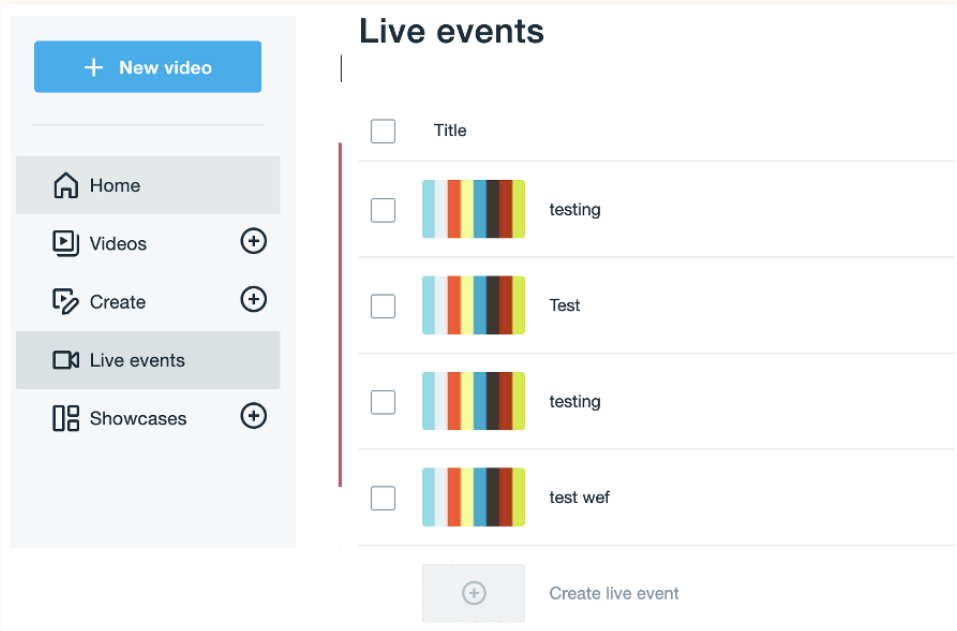 New video
Home
Videos
Create
Live events
Showcases
Live events
Title
testing
Test
testing
test wef
Create live event